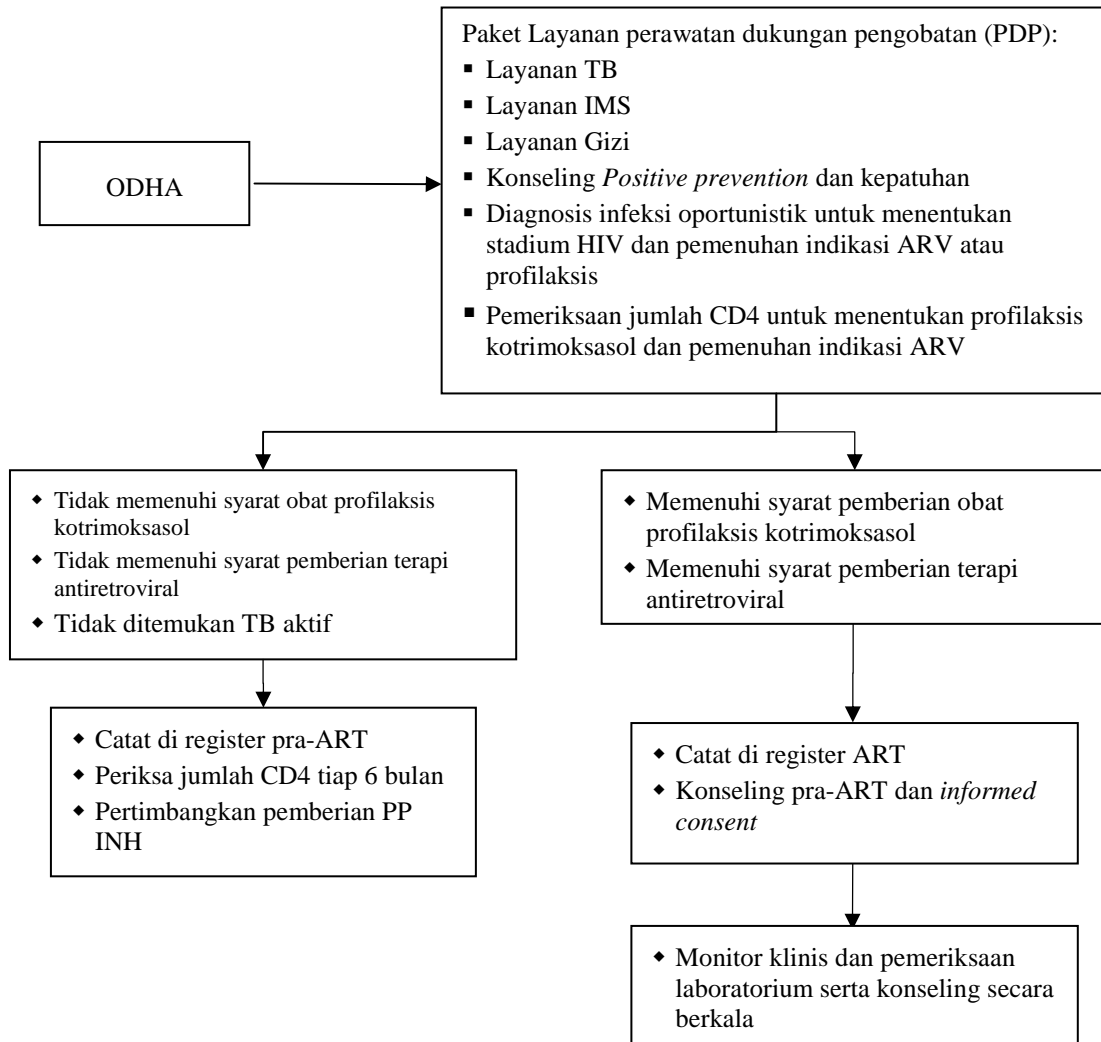 Paket Layanan perawatan dukungan pengobatan (PDP):
▪ Layanan TB
▪ Layanan IMS
▪ Layanan Gizi
▪ Konseling Positive prevention dan kepatuhan
▪ Diagnosis infeksi oportunistik untuk menentukan
stadium HIV dan pemenuhan indikasi ARV atau
profilaksis
▪ Pemeriksaan jumlah CD4 untuk menentukan profilaksis
kotrimoksasol dan pemenuhan indikasi ARV
ODHA
◆ Tidak memenuhi syarat obat profilaksis
kotrimoksasol
◆ Tidak memenuhi syarat pemberian terapi
antiretroviral
◆ Tidak ditemukan TB aktif
◆ Memenuhi syarat pemberian obat
profilaksis kotrimoksasol
◆ Memenuhi syarat pemberian terapi
antiretroviral
◆ Catat di register pra-ART
◆ Periksa jumlah CD4 tiap 6 bulan
◆ Pertimbangkan pemberian PP
INH
◆ Catat di register ART
◆ Konseling pra-ART dan informed
consent
◆ Monitor klinis dan pemeriksaan
laboratorium serta konseling secara
berkala